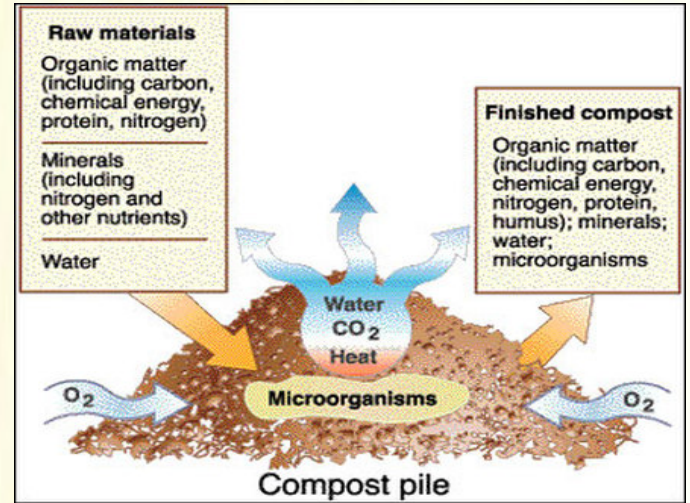 Raw materials
Organic matter
(including carbon,
chemical energy,
protein, nitrogen)
Minerals
(including
nitrogen and
other nutrients)
Water
Finished compost
Organic matter
(including carbon,
chemical energy,
nitrogen, protein,
humus); minerals;
water;
microorganisms
Water
CO₂
Heat
O₂
Microorganisms
O₂
Compost pile